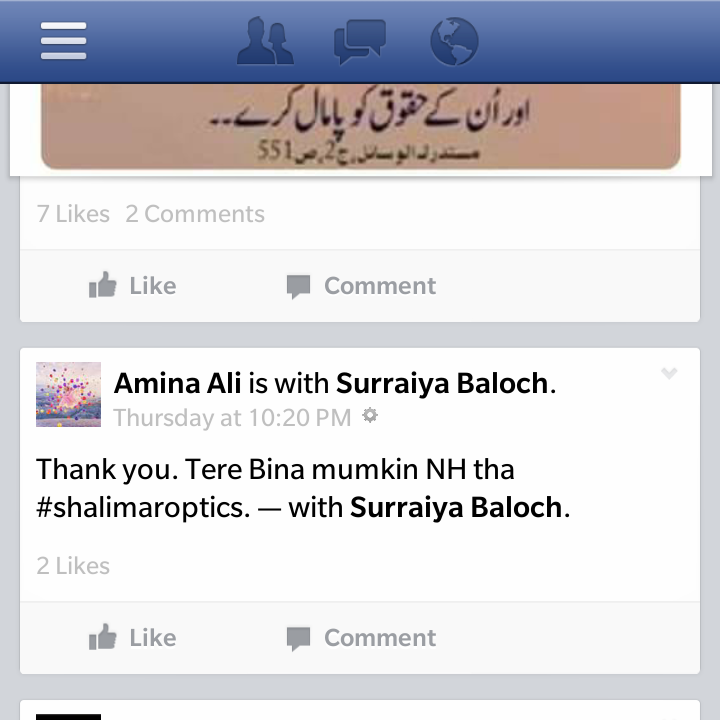 اور اُن کے حقوق کو پامال کرے..
مستدرک الوسائل, ج2, ص551
7 Likes 2 Comments
Like Comment
Amina Ali is with Surraiya Baloch.
Thursday at 10:20 PM
Thank you. Tere Bina mumkin NH tha
#shalimaroptics. — with Surraiya Baloch.
2 Likes
Like Comment